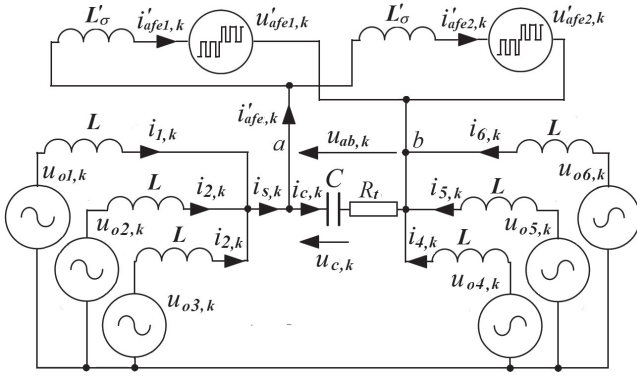 L'σ i'afe1,k u'afe1,k L'σ i'afe2,k u'afe2,k
i'afe,k
a uab,k b
L i1,k i6,k L
uo1,k uo6,k
L i2,k is,k ic,k C Rt i5,k L
uo2,k uo5,k
L i2,k uc,k i4,k L
uo3,k uo4,k